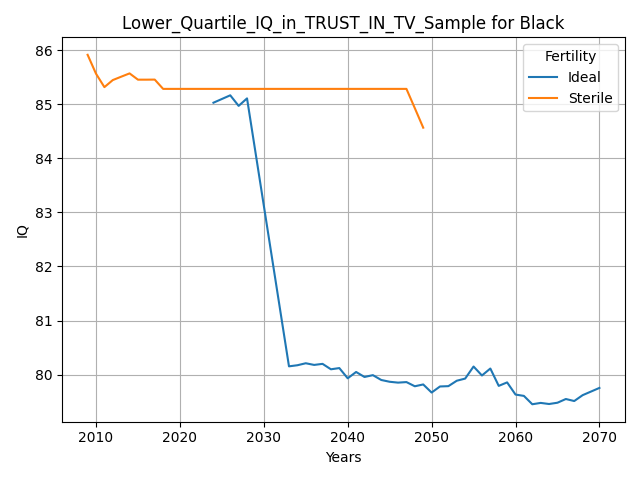 Lower_Quartile_IQ_in_TRUST_IN_TV_Sample for Black
Fertility
Ideal
Sterile
IQ
86
85
84
83
82
81
80
2010 2020 2030 2040 2050 2060 2070
Years